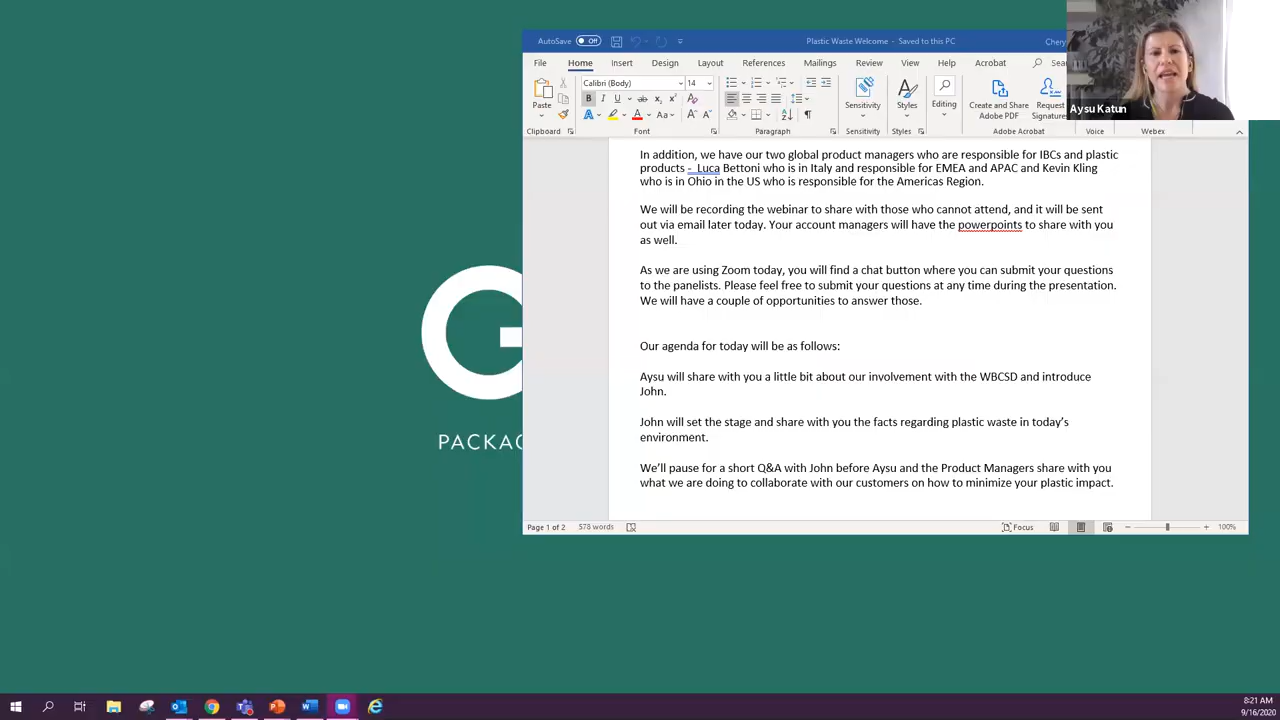 AutoSave Off Plastic Waste Welcome - Saved to this PC Chery
File Home Insert Design Layout References Mailings Review View Help Acrobat Sea
Aysu Katun
Calibri (Body) 14
Paste
B I U ab x₂ x²
A A Aa A A
Sensitivity Styles Editing Create and Share Adobe PDF Request Signature
Clipboard Font Paragraph Sensitivity Styles Adobe Acrobat Voice Webex
In addition, we have our two global product managers who are responsible for IBCs and plastic
products - Luca Bettoni who is in Italy and responsible for EMEA and APAC and Kevin Kling
who is in Ohio in the US who is responsible for the Americas Region.
We will be recording the webinar to share with those who cannot attend, and it will be sent
out via email later today. Your account managers will have the powerpoints to share with you
as well.
As we are using Zoom today, you will find a chat button where you can submit your questions
to the panelists. Please feel free to submit your questions at any time during the presentation.
We will have a couple of opportunities to answer those.
Our agenda for today will be as follows:
Aysu will share with you a little bit about our involvement with the WBCSD and introduce
John.
John will set the stage and share with you the facts regarding plastic waste in today's
environment.
We'll pause for a short Q&A with John before Aysu and the Product Managers share with you
what we are doing to collaborate with our customers on how to minimize your plastic impact.
G
PACKAG
Page 1 of 2 578 words Focus 100%
8:21 AM
9/16/2020